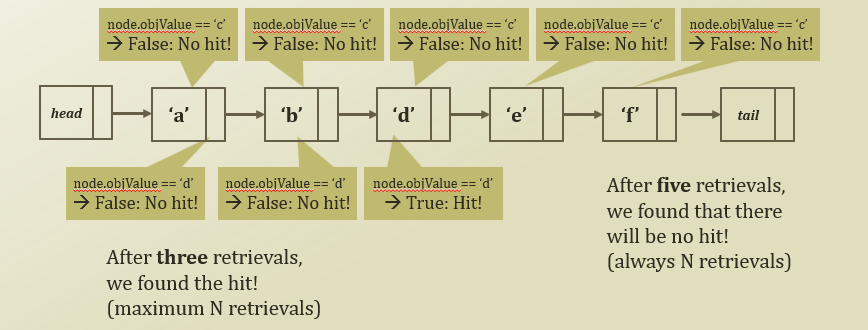 node.objValue == ‘c’
→ False: No hit!
node.objValue == ‘c’
→ False: No hit!
node.objValue == ‘c’
→ False: No hit!
node.objValue == ‘c’
→ False: No hit!
node.objValue == ‘c’
→ False: No hit!
head
‘a’
‘b’
‘d’
‘e’
‘f’
tail
node.objValue == ‘d’
→ False: No hit!
node.objValue == ‘d’
→ False: No hit!
node.objValue == ‘d’
→ True: Hit!
After three retrievals,
we found the hit!
(maximum N retrievals)
After five retrievals,
we found that there
will be no hit!
(always N retrievals)